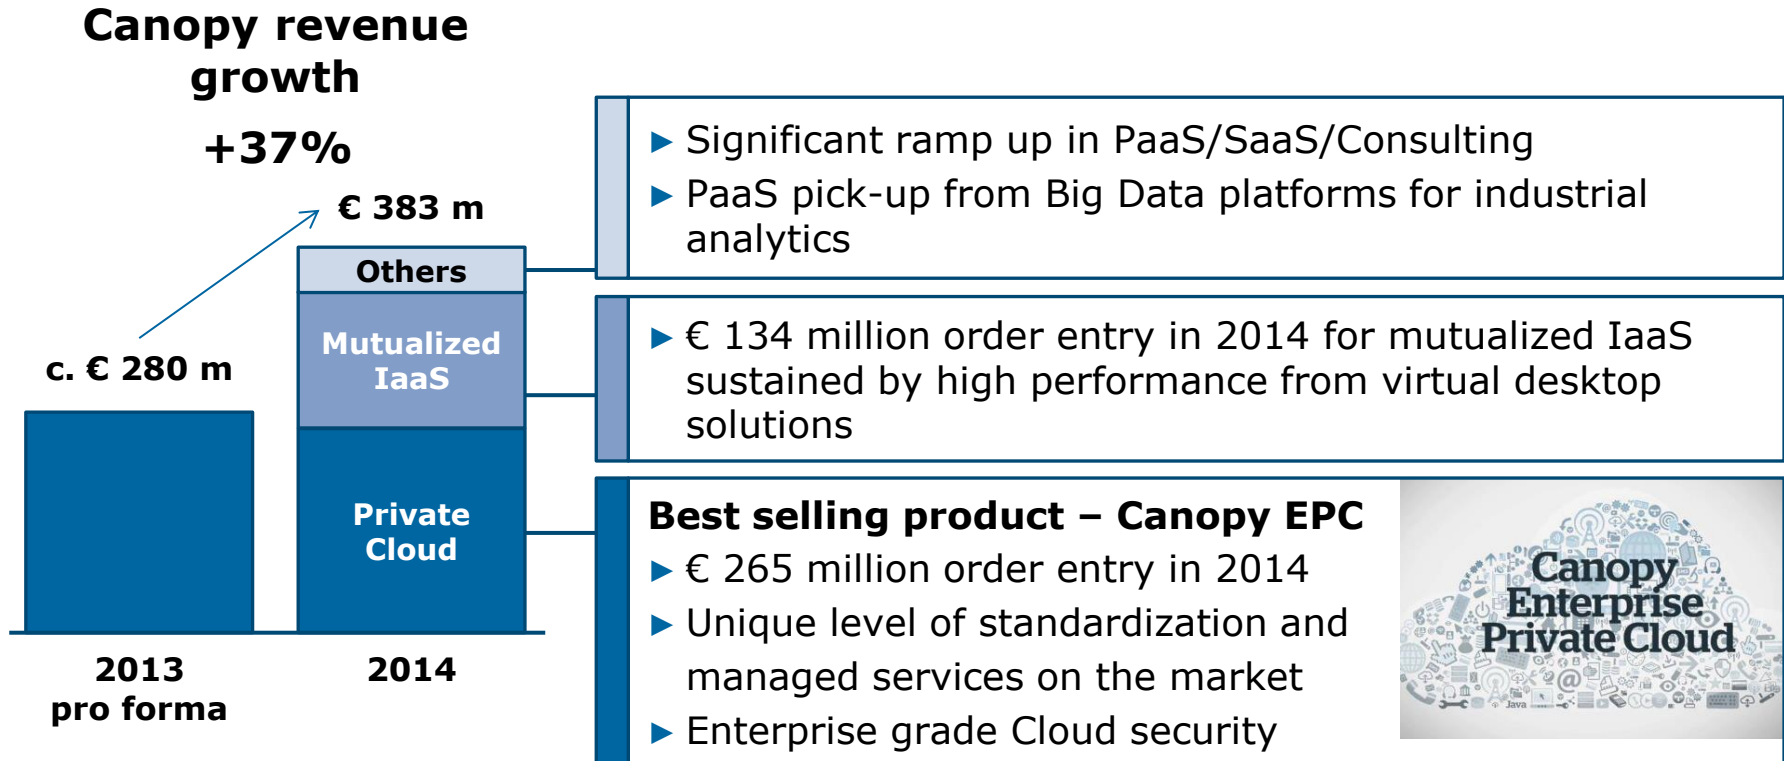 Canopy revenue
growth
+37%
€ 383 m
c. € 280 m
Others
Mutualized
IaaS
Private
Cloud
2013
pro forma
2014
► Significant ramp up in PaaS/SaaS/Consulting
► PaaS pick-up from Big Data platforms for industrial
analytics
► € 134 million order entry in 2014 for mutualized IaaS
sustained by high performance from virtual desktop
solutions
Best selling product – Canopy EPC
► € 265 million order entry in 2014
► Unique level of standardization and
managed services on the market
► Enterprise grade Cloud security
Canopy
Enterprise
Private Cloud
Java